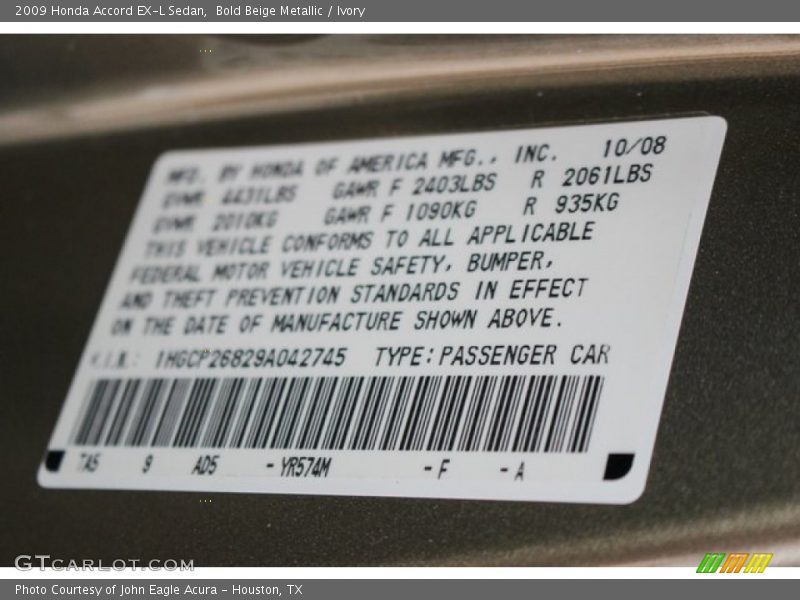 2009 Honda Accord EX-L Sedan, Bold Beige Metallic / Ivory
MFD. BY HONDA OF AMERICA MFG., INC. 10/08
GVWR 4431LBS GAWR F 2403LBS R 2061LBS
GVWR 2010KG GAWR F 1090KG R 935KG
THIS VEHICLE CONFORMS TO ALL APPLICABLE
FEDERAL MOTOR VEHICLE SAFETY, BUMPER,
AND THEFT PREVENTION STANDARDS IN EFFECT
ON THE DATE OF MANUFACTURE SHOWN ABOVE.
V.I.N.: 1HGCP26829A042745 TYPE:PASSENGER CAR
TA5 9 AD5 -YR574M -F -A
GTCARLOT.COM
Photo Courtesy of John Eagle Acura - Houston, TX